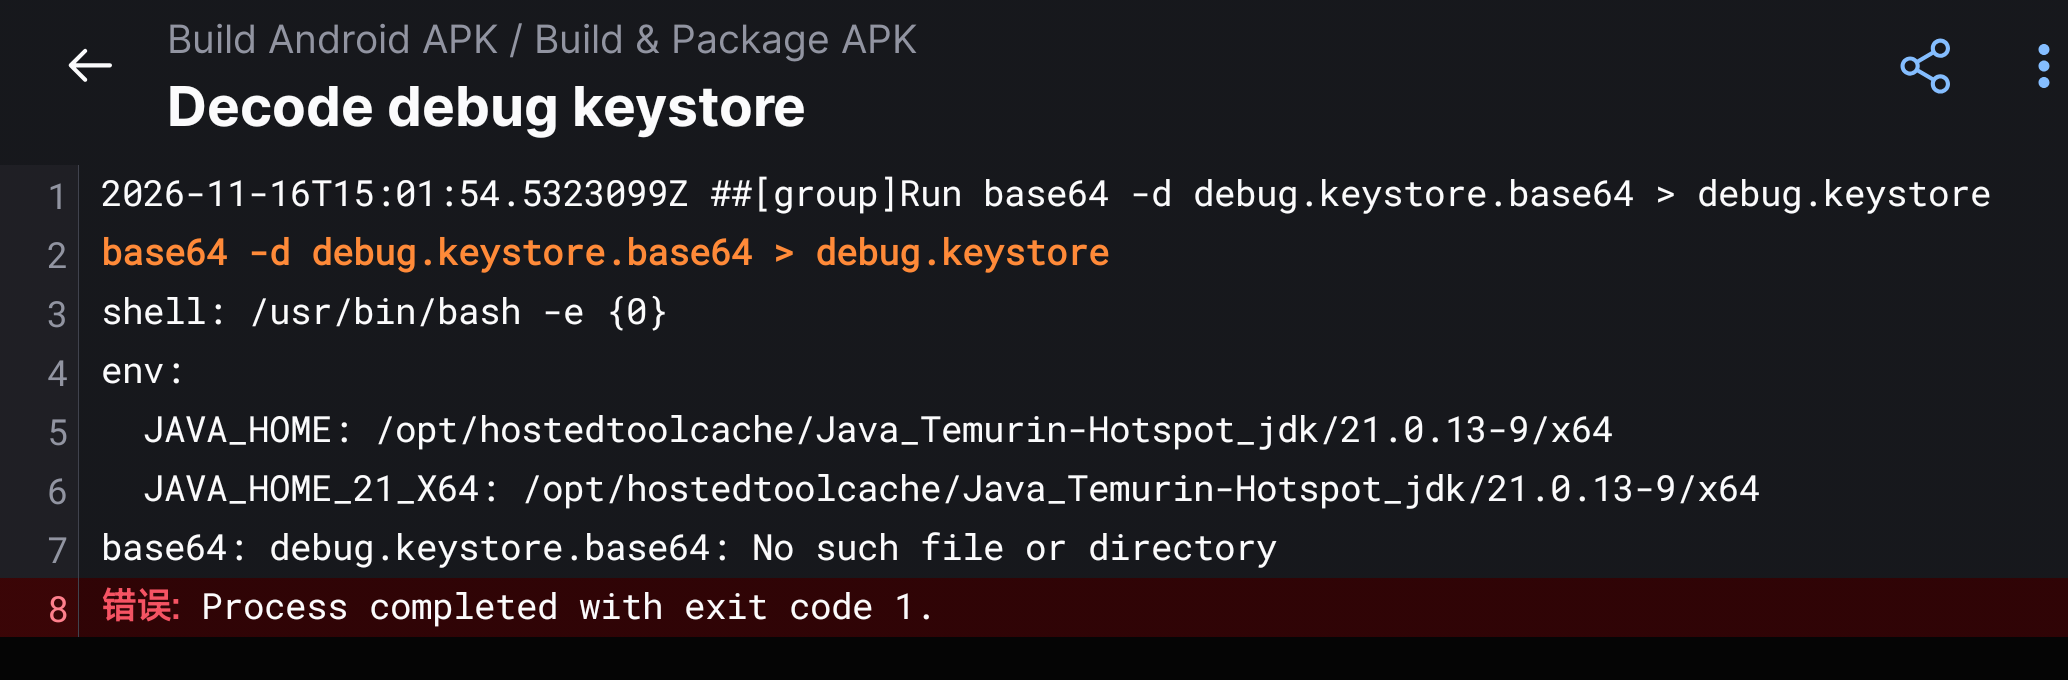 Build Android APK / Build & Package APK
Decode debug keystore
1 2026-11-16T15:01:54.5323099Z ##[group]Run base64 -d debug.keystore.base64 > debug.keystore
2 base64 -d debug.keystore.base64 > debug.keystore
3 shell: /usr/bin/bash -e {0}
4 env:
5   JAVA_HOME: /opt/hostedtoolcache/Java_Temurin-Hotspot_jdk/21.0.13-9/x64
6   JAVA_HOME_21_X64: /opt/hostedtoolcache/Java_Temurin-Hotspot_jdk/21.0.13-9/x64
7 base64: debug.keystore.base64: No such file or directory
8 错误: Process completed with exit code 1.